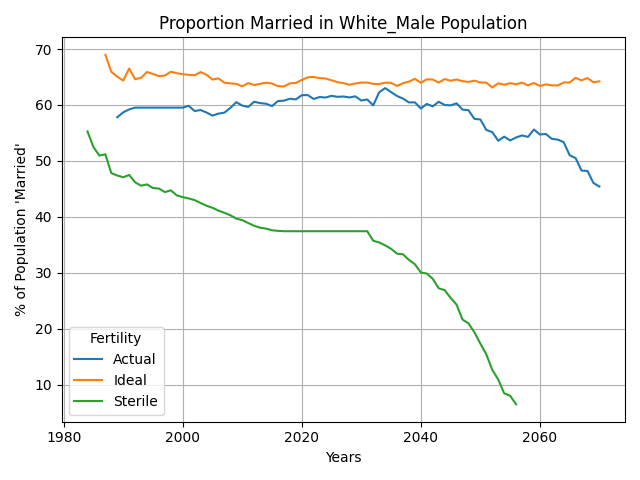 Proportion Married in White_Male Population
% of Population 'Married'
70
60
50
40
30
20
10
Fertility
Actual
Ideal
Sterile
1980
2000
2020
2040
2060
Years